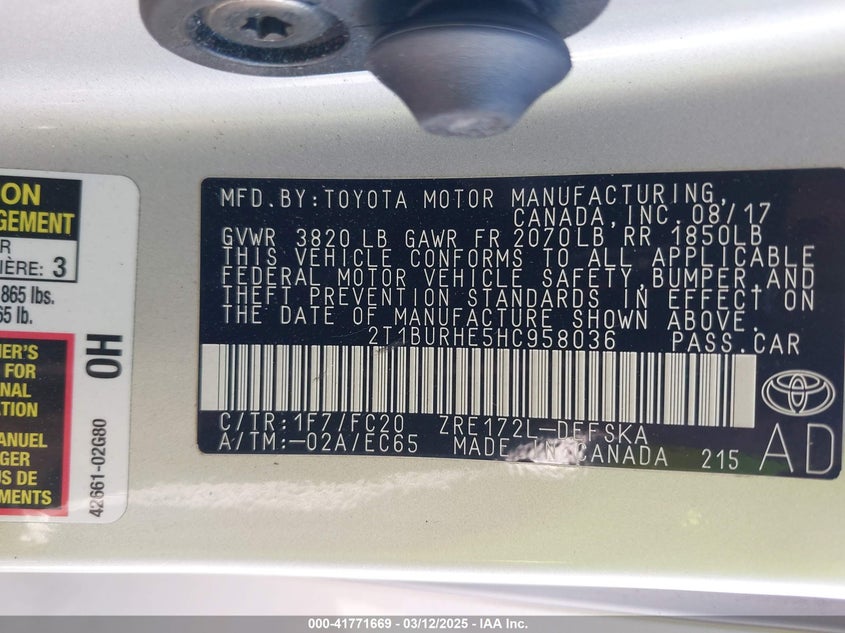 ON
GEMENT
R
IÈRE: 3
865 lbs.
65 lb.
ER'S
FOR
NAL
ATION
ANUEL
GER
US DE
EMENTS
OH
42661-02G80
MFD.BY:TOYOTA MOTOR MANUFACTURING,
CANADA,INC.08/17
GVWR 3820 LB GAWR FR 2070LB RR 1850LB
THIS VEHICLE CONFORMS TO ALL APPLICABLE
FEDERAL MOTOR VEHICLE SAFETY,BUMPER,AND
THEFT PREVENTION STANDARDS IN EFFECT ON
THE DATE OF MANUFACTURE SHOWN ABOVE.
2T1BURHE5HC958036 PASS.CAR
C/TR:1F7/FC20 ZRE172L-DEFSKA
A/TM:-02A/EC65 MADE IN CANADA 215
AD
000-41771669 - 03/12/2025 - IAA Inc.